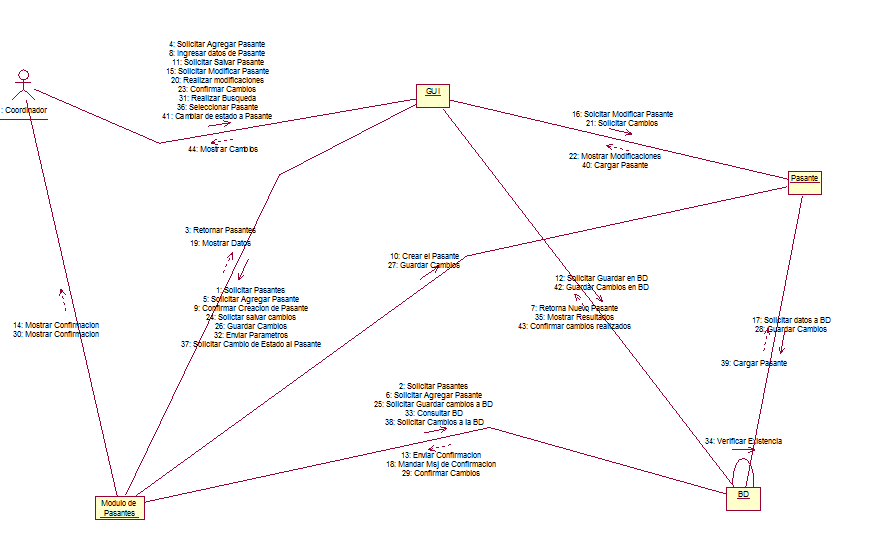 4: Solicitar Agregar Pasante
8: Ingresar datos de Pasante
11: Solicitar Salvar Pasante
15: Solicitar Modificar Pasante
20: Realizar modificaciones
23: Confirmar Cambios
31: Realizar Busqueda
36: Seleccionar Pasante
41: Cambiar de estado a Pasante
44: Mostrar Cambios
: Coordinador
GUI
16: Solcitar Modificar Pasante
21: Solicitar Cambios
22: Mostrar Modificaciones
40: Cargar Pasante
Pasante
3: Retornar Pasantes
19: Mostrar Datos
10: Crear el Pasante
27: Guardar Cambios
12: Solicitar Guardar en BD
42: Guardar Cambios en BD
1: Solicitar Pasantes
5: Solicitar Agregar Pasante
9: Confirmar Creacion de Pasante
24: Solictar salvar cambios
26: Guardar Cambios
32: Enviar Parametros
37: Solicitar Cambio de Estado al Pasante
7: Retorna Nuevo Pasante
35: Mostrar Resultados
43: Confirmar cambios realizados
14: Mostrar Confirmacion
30: Mostrar Confirmacion
17: Solicitar datos a BD
28: Guardar Cambios
39: Cargar Pasante
2: Solicitar Pasantes
6: Solicitar Agregar Pasante
25: Solicitar Guardar cambios a BD
33: Consultar BD
38: Solicitar Cambios a la BD
13: Enviar Confirmacion
18: Mandar Msj de Confirmacion
29: Confirmar Cambios
34: Verificar Existencia
Modulo de
Pasantes
BD